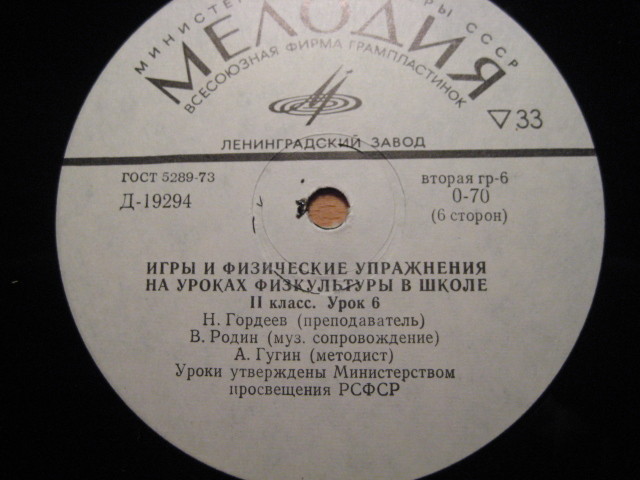 МИНИСТЕР РЫ СССР
МЕЛОДИЯ
ВСЕСОЮЗНАЯ ФИРМА ГРАМПЛАСТИНОК
33
ЛЕНИНГРАДСКИЙ ЗАВОД
ГОСТ 5289-73
Д-19294
вторая гр-6
0-70
(6 сторон)
ИГРЫ И ФИЗИЧЕСКИЕ УПРАЖНЕНИЯ
НА УРОКАХ ФИЗКУЛЬТУРЫ В ШКОЛЕ
II класс. Урок 6
Н. Гордеев (преподаватель)
В. Родин (муз. сопровождение)
А. Гугин (методист)
Уроки утверждены Министерством
просвещения РСФСР